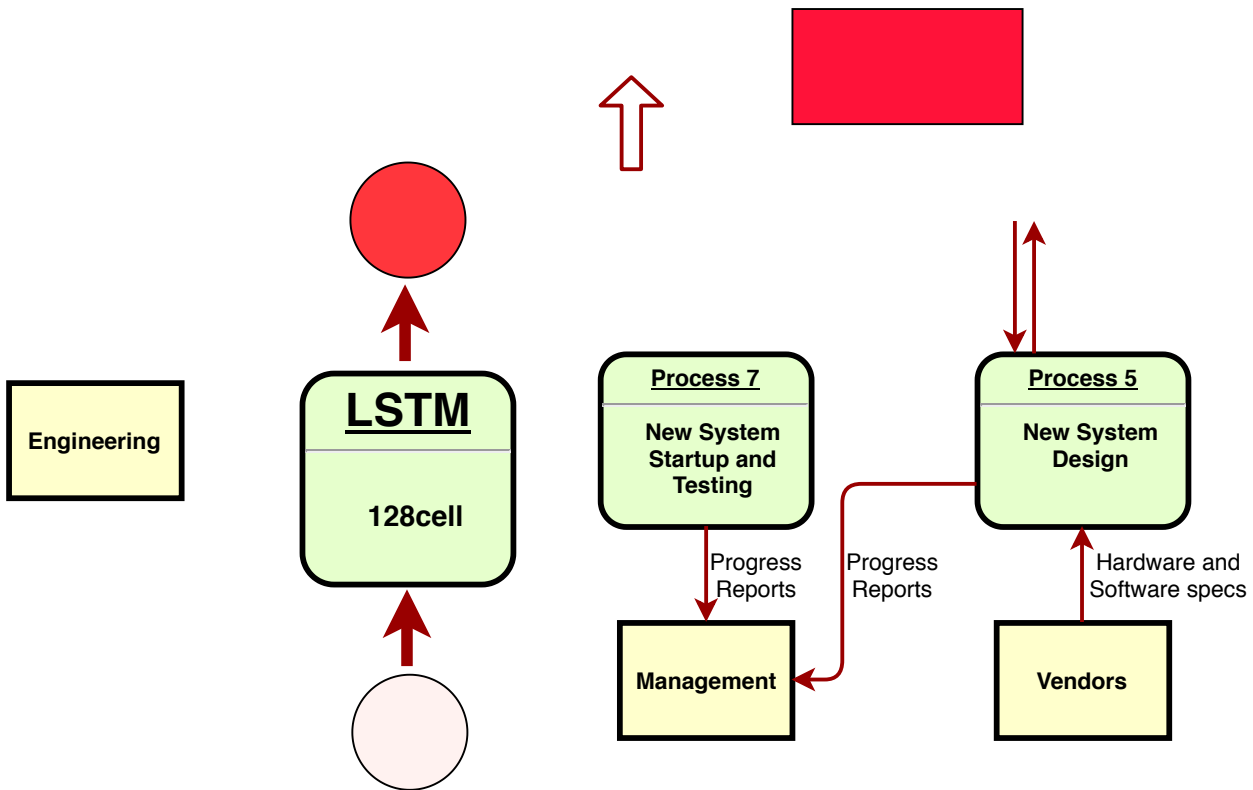 Engineering
LSTM
128cell
Process 7
New System
Startup and
Testing
Progress
Reports
Management
Process 5
New System
Design
Progress
Reports
Hardware and
Software specs
Vendors